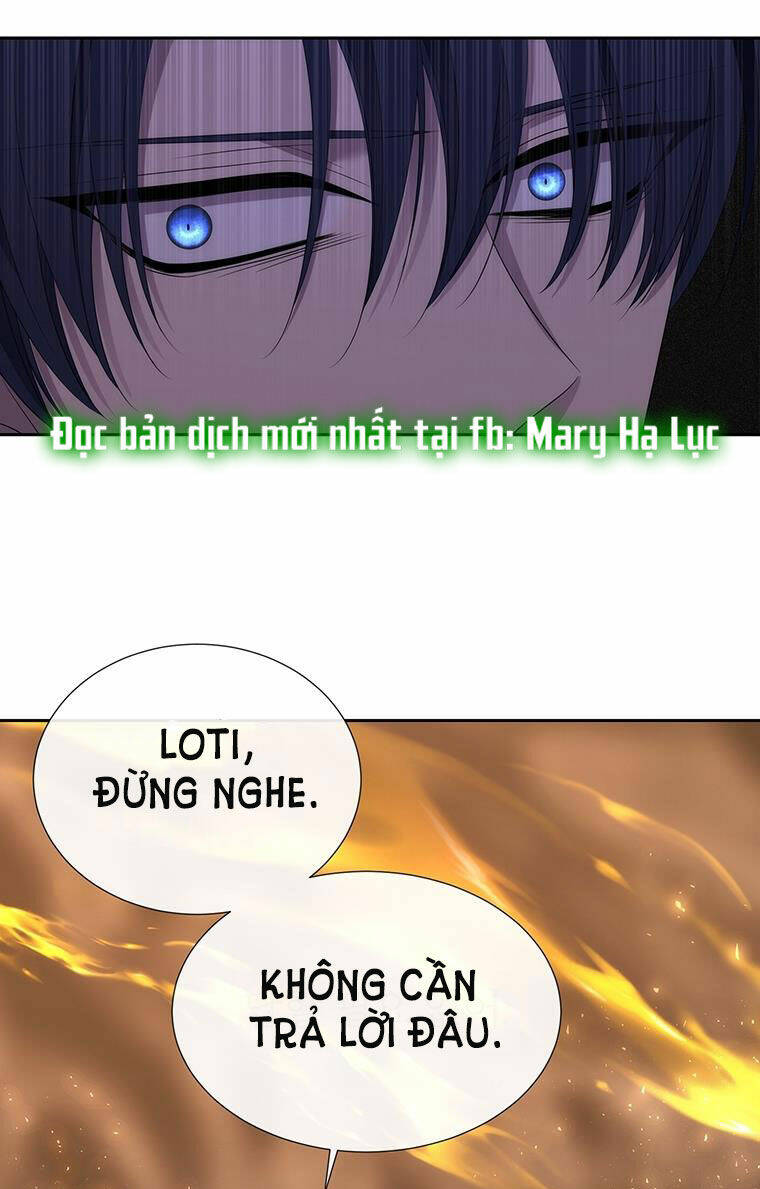 Đọc bản dịch mới nhất tại fb: Mary Hạ Lục
LOTI,
ĐỪNG NGHE.
KHÔNG CẦN
TRẢ LỜI ĐÂU.